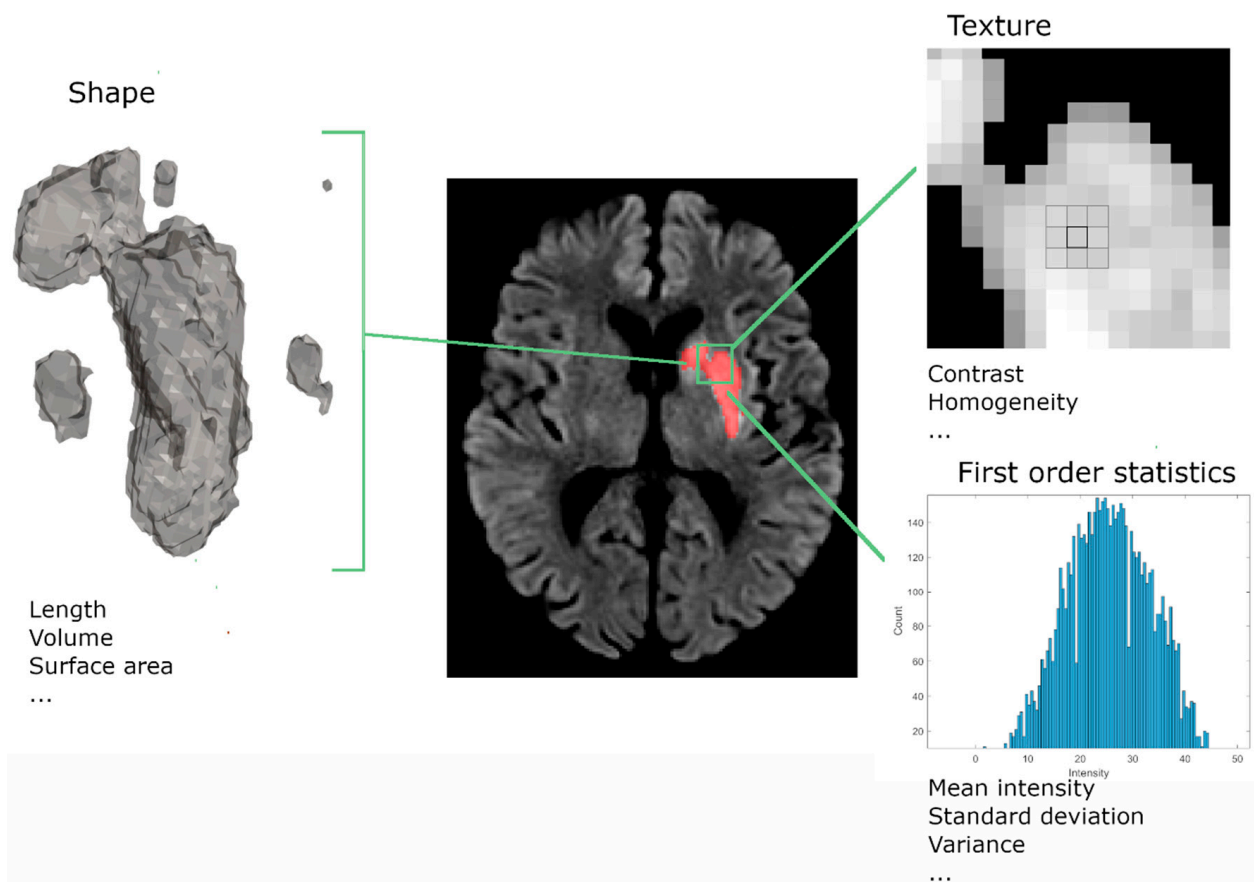 Shape
Length
Volume
Surface area
...
Texture
Contrast
Homogeneity
...
First order statistics
140
120
100
80
60
40
20
Count
0 10 20 30 40 50
Intensity
Mean intensity
Standard deviation
Variance
...